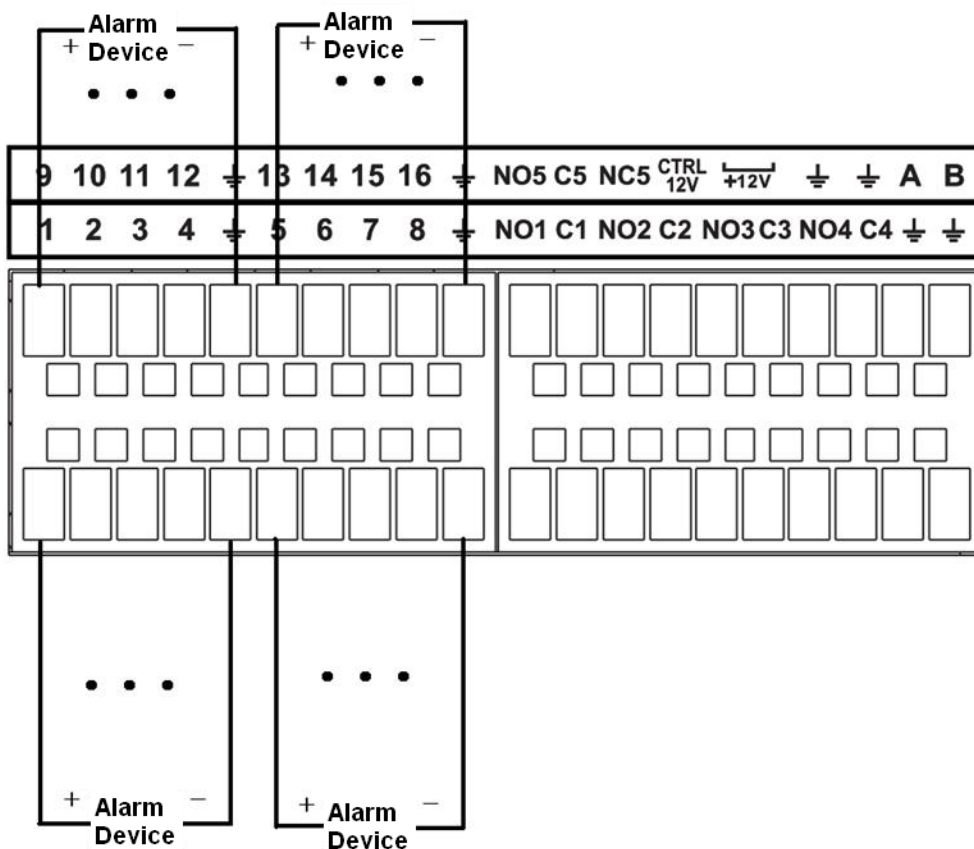 Alarm Device
+ −
Alarm Device
+ −
9 10 11 12 ⏚ 13 14 15 16 ⏚ NO5 C5 NC5 CTRL 12V +12V ⏚ ⏚ A B
1 2 3 4 ⏚ 5 6 7 8 ⏚ NO1 C1 NO2 C2 NO3 C3 NO4 C4 ⏚ ⏚
+ −
Alarm Device
+ −
Alarm Device